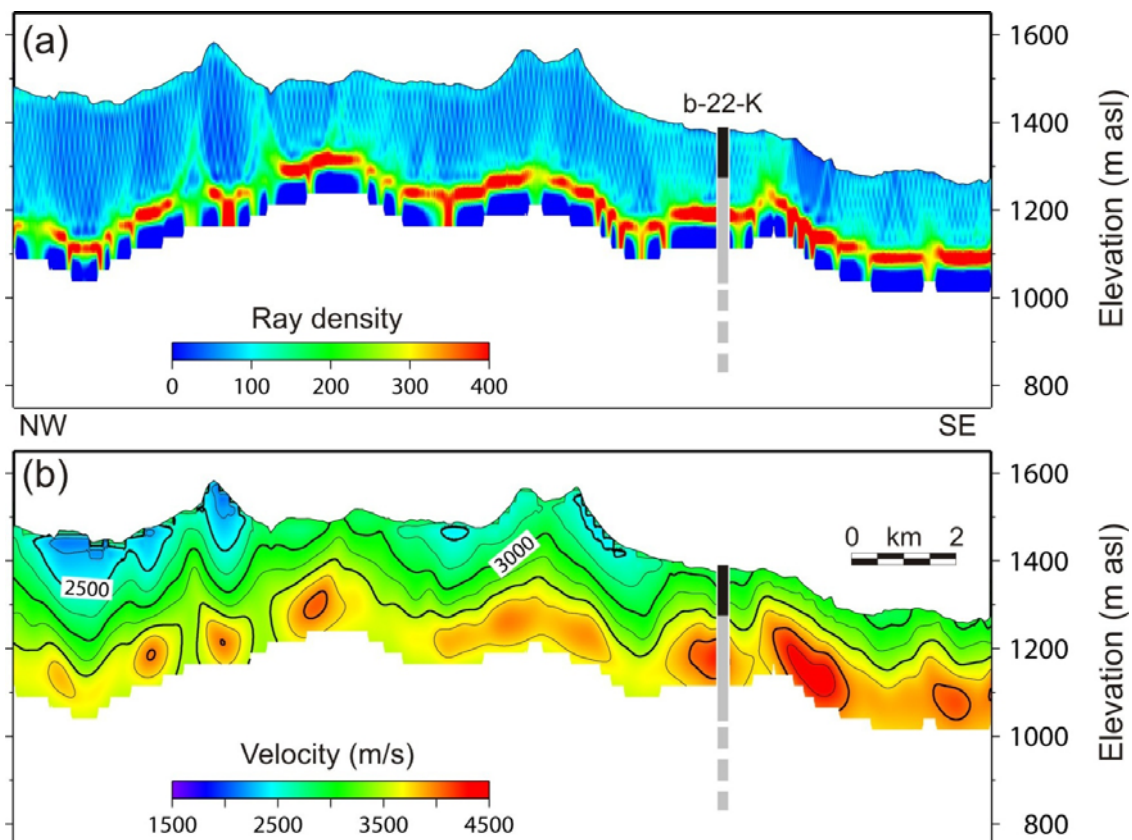 (a)
b-22-K
1600
1400
1200
1000
800
Elevation (m asl)
Ray density
0 100 200 300 400
NW SE
(b)
2500
3000
0 km 2
1600
1400
1200
1000
800
Elevation (m asl)
Velocity (m/s)
1500 2500 3500 4500